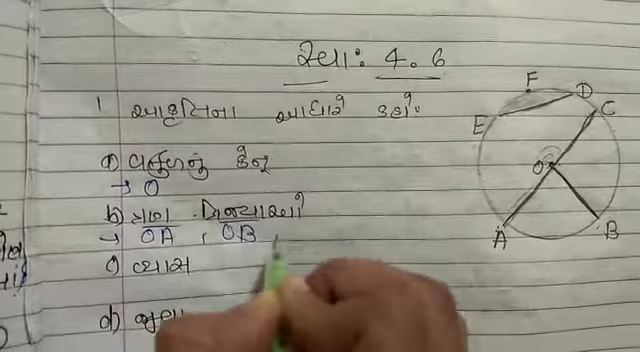 સ્વા: 4.6
1 આકૃતિના આધારે કહો:
a) વર્તુળનું કેન્દ્ર
→ O
b) ત્રણ ત્રિજ્યાઓ
→ OA , OB
c) વ્યાસ
d) જીવા
F
D
C
E
O
A
B